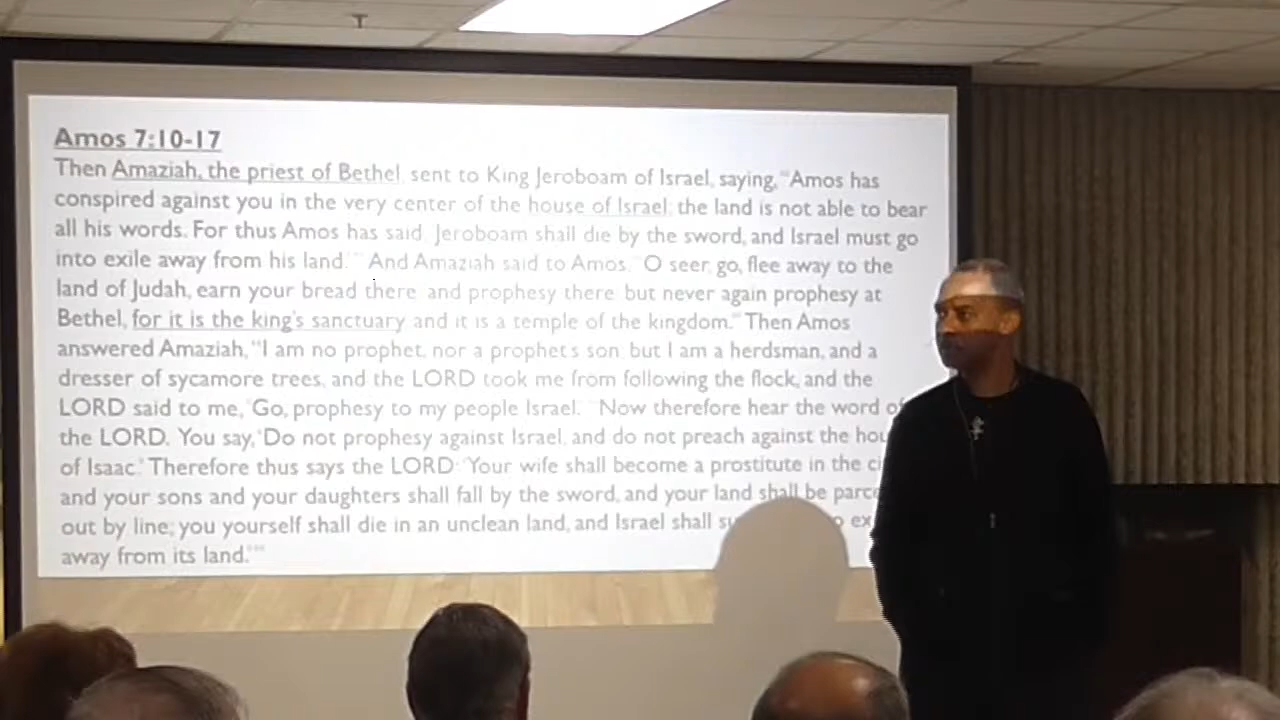 Amos 7:10-17
Then Amaziah, the priest of Bethel, sent to King Jeroboam of Israel, saying, "Amos has
conspired against you in the very center of the house of Israel; the land is not able to bear
all his words. For thus Amos has said, 'Jeroboam shall die by the sword, and Israel must go
into exile away from his land.'" And Amaziah said to Amos, "O seer, go, flee away to the
land of Judah, earn your bread there, and prophesy there; but never again prophesy at
Bethel, for it is the king's sanctuary, and it is a temple of the kingdom." Then Amos
answered Amaziah, "I am no prophet, nor a prophet's son; but I am a herdsman, and a
dresser of sycamore trees, and the LORD took me from following the flock, and the
LORD said to me, 'Go, prophesy to my people Israel.' "Now therefore hear the word of
the LORD. You say, 'Do not prophesy against Israel, and do not preach against the hou
of Isaac.' Therefore thus says the LORD: 'Your wife shall become a prostitute in the ci
and your sons and your daughters shall fall by the sword, and your land shall be parce
out by line; you yourself shall die in an unclean land, and Israel shall ex
away from its land.'"